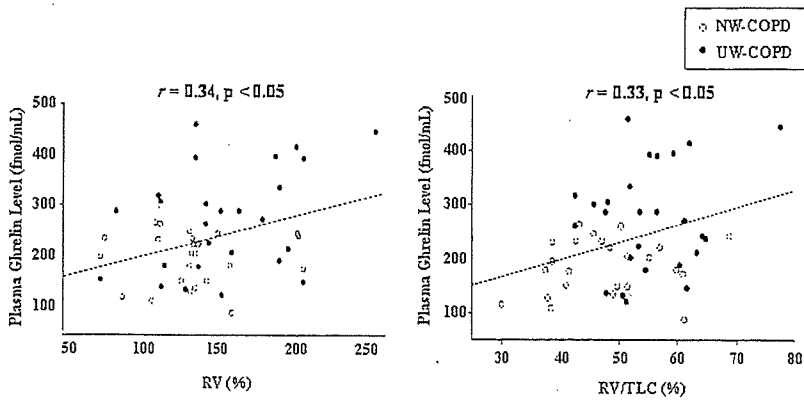 NW-COPD
UW-COPD
r = 0.34, p < 0.05
Plasma Ghrelin Level (fmol/mL)
500
400
300
200
100
50
100
150
200
250
RV (%)
r = 0.33, p < 0.05
Plasma Ghrelin Level (fmol/mL)
500
400
300
200
100
30
40
50
60
70
80
RV/TLC (%)